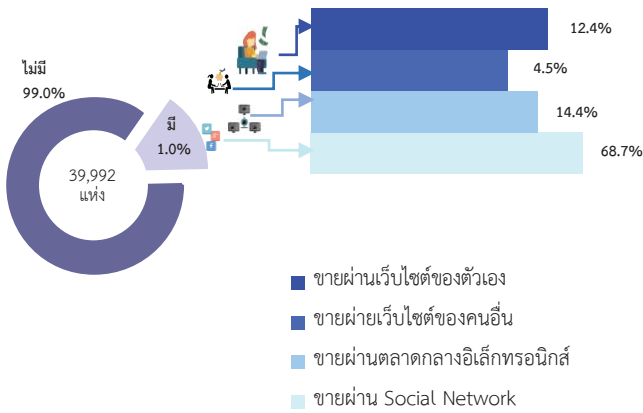 12.4%
ไม่มี
99.0%
4.5%
มี
1.0%
14.4%
39,992
แห่ง
68.7%
ขายผ่านเว็บไซต์ของตัวเอง
ขายผ่ายเว็บไซต์ของคนอื่น
ขายผ่านตลาดกลางอิเล็กทรอนิกส์
ขายผ่าน Social Network